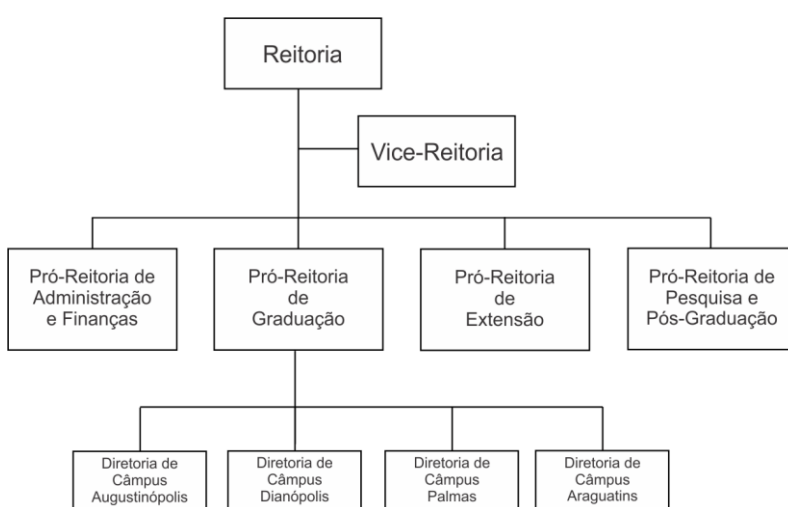 Reitoria
Vice-Reitoria
Pró-Reitoria de
Administração
e Finanças
Pró-Reitoria
de
Graduação
Pró-Reitoria
de
Extensão
Pró-Reitoria de
Pesquisa e
Pós-Graduação
Diretoria de
Câmpus
Augustinópolis
Diretoria de
Câmpus
Dianópolis
Diretoria de
Câmpus
Palmas
Diretoria de
Câmpus
Araguatins